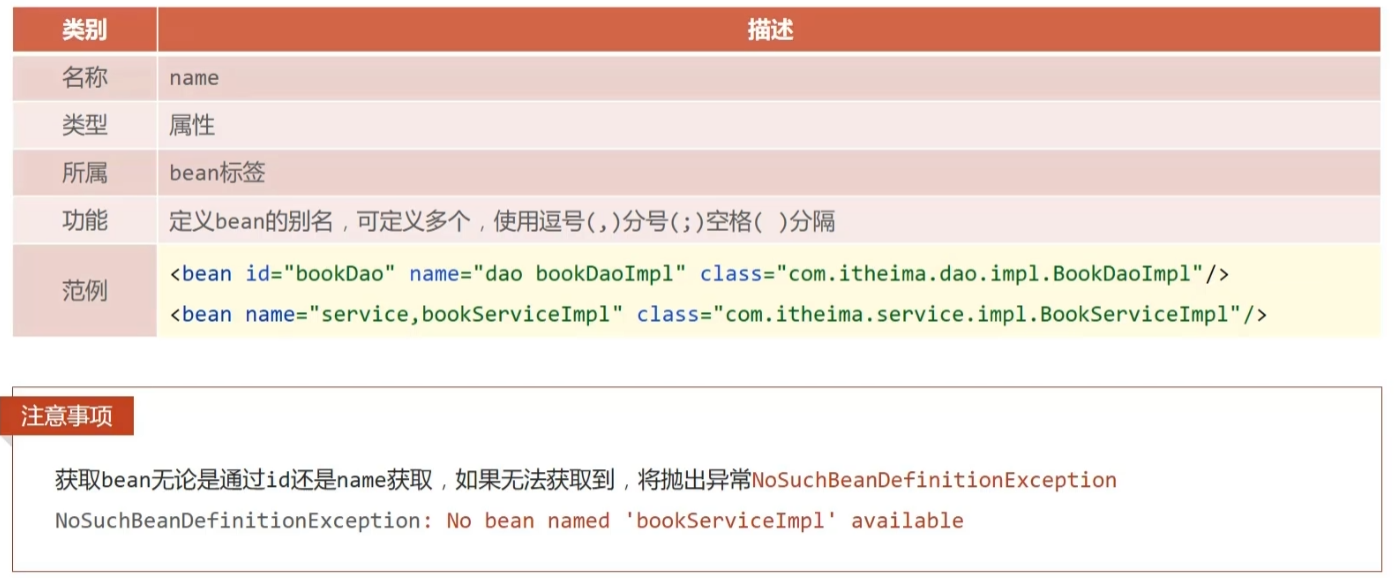 类别 描述
名称 name
类型 属性
所属 bean标签
功能 定义bean的别名，可定义多个，使用逗号(,)分号(;)空格( )分隔
范例
<bean id="bookDao" name="dao bookDaoImpl" class="com.itheima.dao.impl.BookDaoImpl"/>
<bean name="service,bookServiceImpl" class="com.itheima.service.impl.BookServiceImpl"/>
注意事项
获取bean无论是通过id还是name获取，如果无法获取到，将抛出异常NoSuchBeanDefinitionException
NoSuchBeanDefinitionException: No bean named 'bookServiceImpl' available